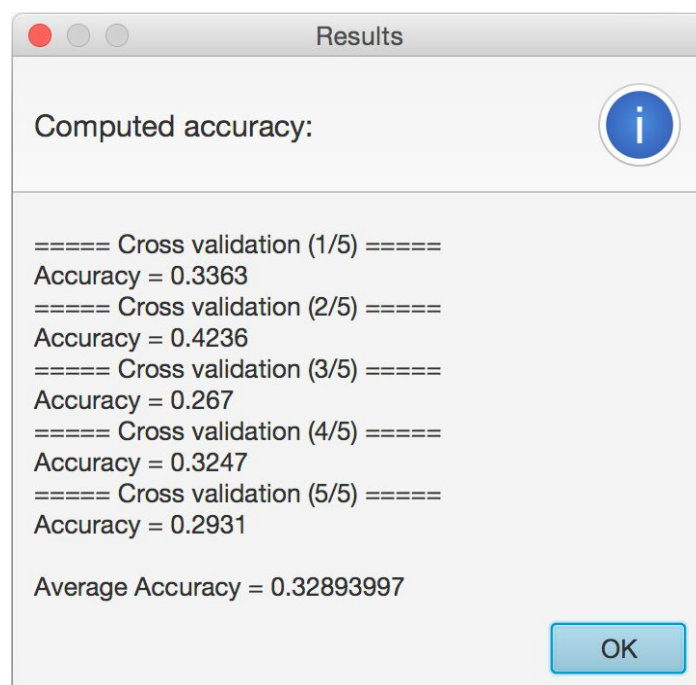 Results
Computed accuracy:
===== Cross validation (1/5) =====
Accuracy = 0.3363
===== Cross validation (2/5) =====
Accuracy = 0.4236
===== Cross validation (3/5) =====
Accuracy = 0.267
===== Cross validation (4/5) =====
Accuracy = 0.3247
===== Cross validation (5/5) =====
Accuracy = 0.2931
Average Accuracy = 0.32893997
OK